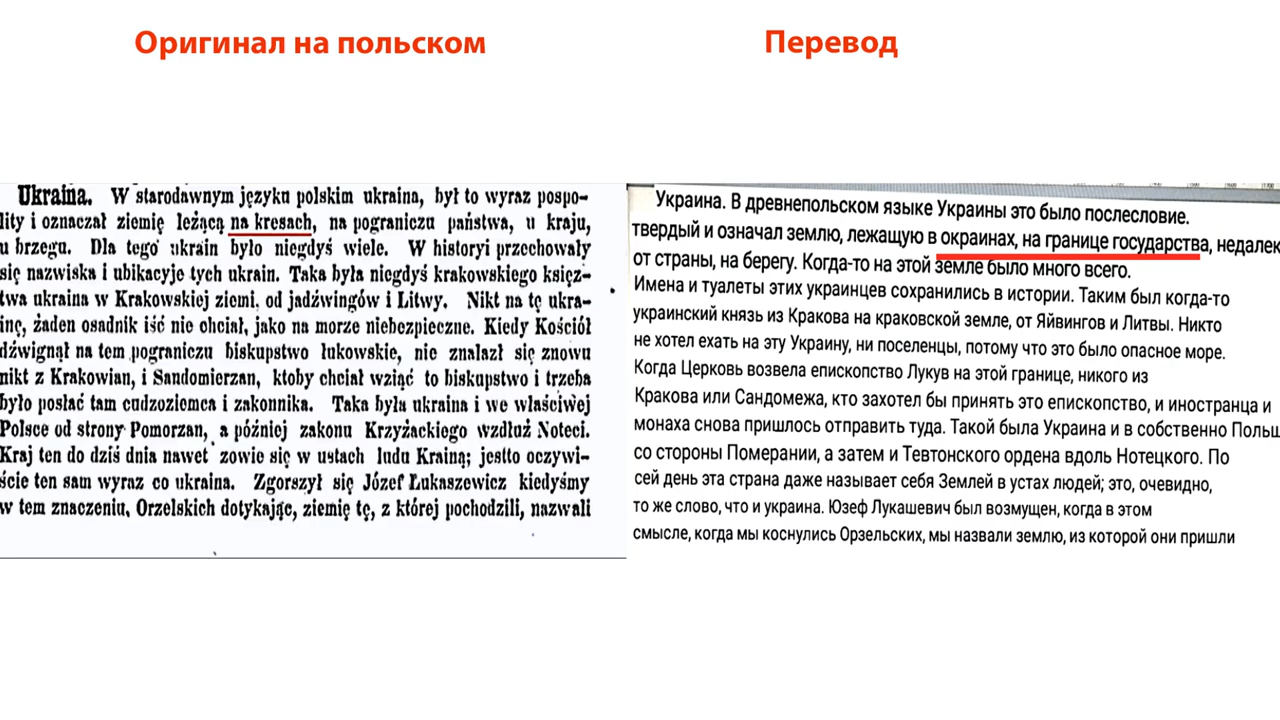 Оригинал на польском
Перевод
Ukraina. W starodawnym języku polskim ukraina, był to wyraz pospo-
lity i oznaczał ziemię leżącą na kresach, na pograniczu państwa, u kraju,
u brzegu. Dla tego ukrain było niegdyś wiele. W historyi przechowały
się nazwiska i ubikacyje tych ukrain. Taka była niegdyś krakowskiego księz-
twa ukraina w Krakowskiej ziemi, od jadźwingów i Litwy. Nikt na tę ukra-
inę, żaden osadnik iść nie chciał, jako na morze niebezpieczne. Kiedy Kościół
dźwignął na tem pograniczu biskupstwo łukowskie, nie znalazł się znowu
nikt z Krakowian, i Sandomierzan, ktoby chciał wziąć to biskupstwo i trzeba
było posłać tam cudzoziemca i zakonnika. Taka była ukraina i we właściwej
Polsce od strony Pomorzan, a później zakonu Krzyżackiego wzdłuż Noteci.
Kraj ten do dziś dnia nawet zowie się w ustach ludu Krainą; jestto oczywi-
ście ten sam wyraz co ukraina. Zgorszył się Józef Łukaszewicz kiedyśmy
w tem znaczeniu, Orzelskich dotykając, ziemię tę, z której pochodzili, nazwali
Украина. В древнепольском языке Украины это было послесловие.
твердый и означал землю, лежащую в окраинах, на границе государства, недалек
от страны, на берегу. Когда-то на этой земле было много всего.
Имена и туалеты этих украинцев сохранились в истории. Таким был когда-то
украинский князь из Кракова на краковской земле, от Яйвингов и Литвы. Никто
не хотел ехать на эту Украину, ни поселенцы, потому что это было опасное море.
Когда Церковь возвела епископство Лукув на этой границе, никого из
Кракова или Сандомежа, кто захотел бы принять это епископство, и иностранца и
монаха снова пришлось отправить туда. Такой была Украина и в собственно Польш
со стороны Померании, а затем и Тевтонского ордена вдоль Нотецкого. По
сей день эта страна даже называет себя Землей в устах людей; это, очевидно,
то же слово, что и украина. Юзеф Лукашевич был возмущен, когда в этом
смысле, когда мы коснулись Орзельских, мы назвали землю, из которой они пришли